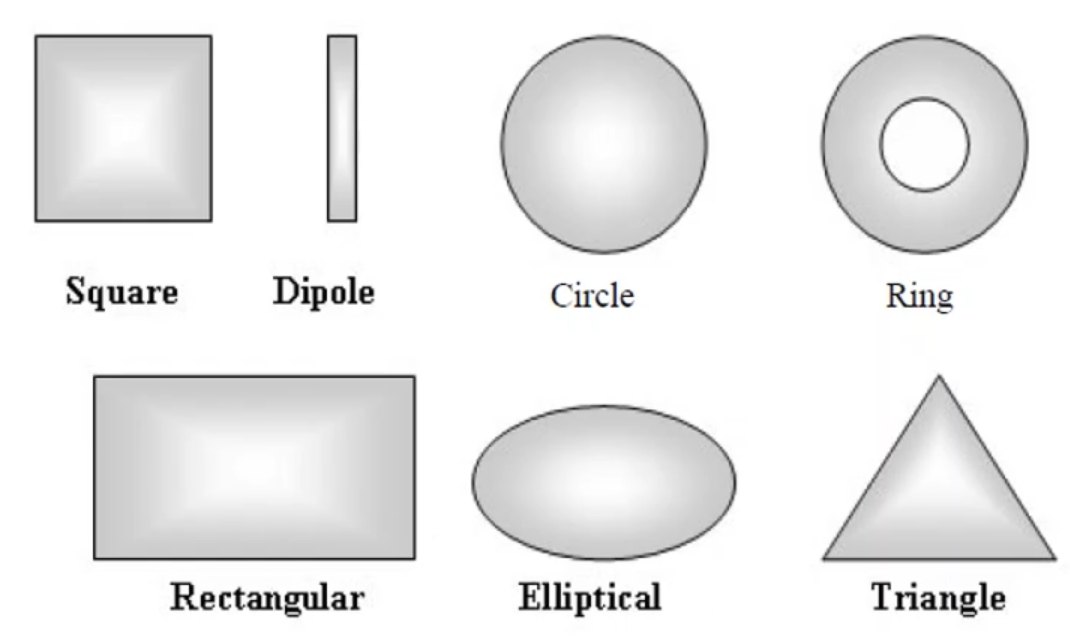 Square
Dipole
Circle
Ring
Rectangular
Elliptical
Triangle